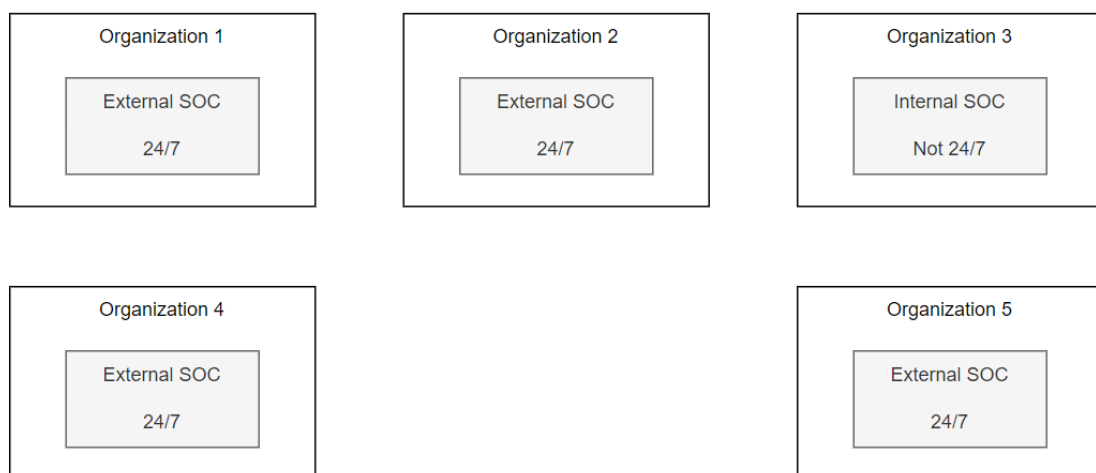 Organization 1
External SOC
24/7
Organization 2
External SOC
24/7
Organization 3
Internal SOC
Not 24/7
Organization 4
External SOC
24/7
Organization 5
External SOC
24/7